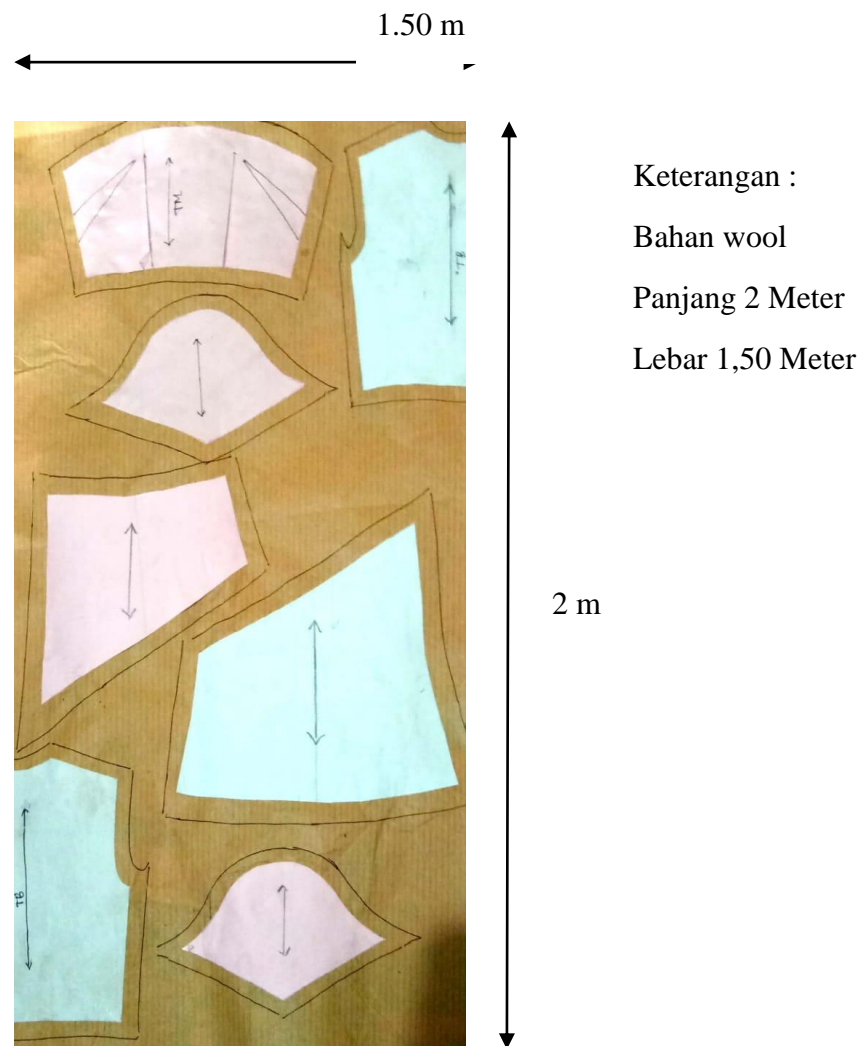 1.50 m
Keterangan :
Bahan wool
Panjang 2 Meter
Lebar 1,50 Meter
2 m